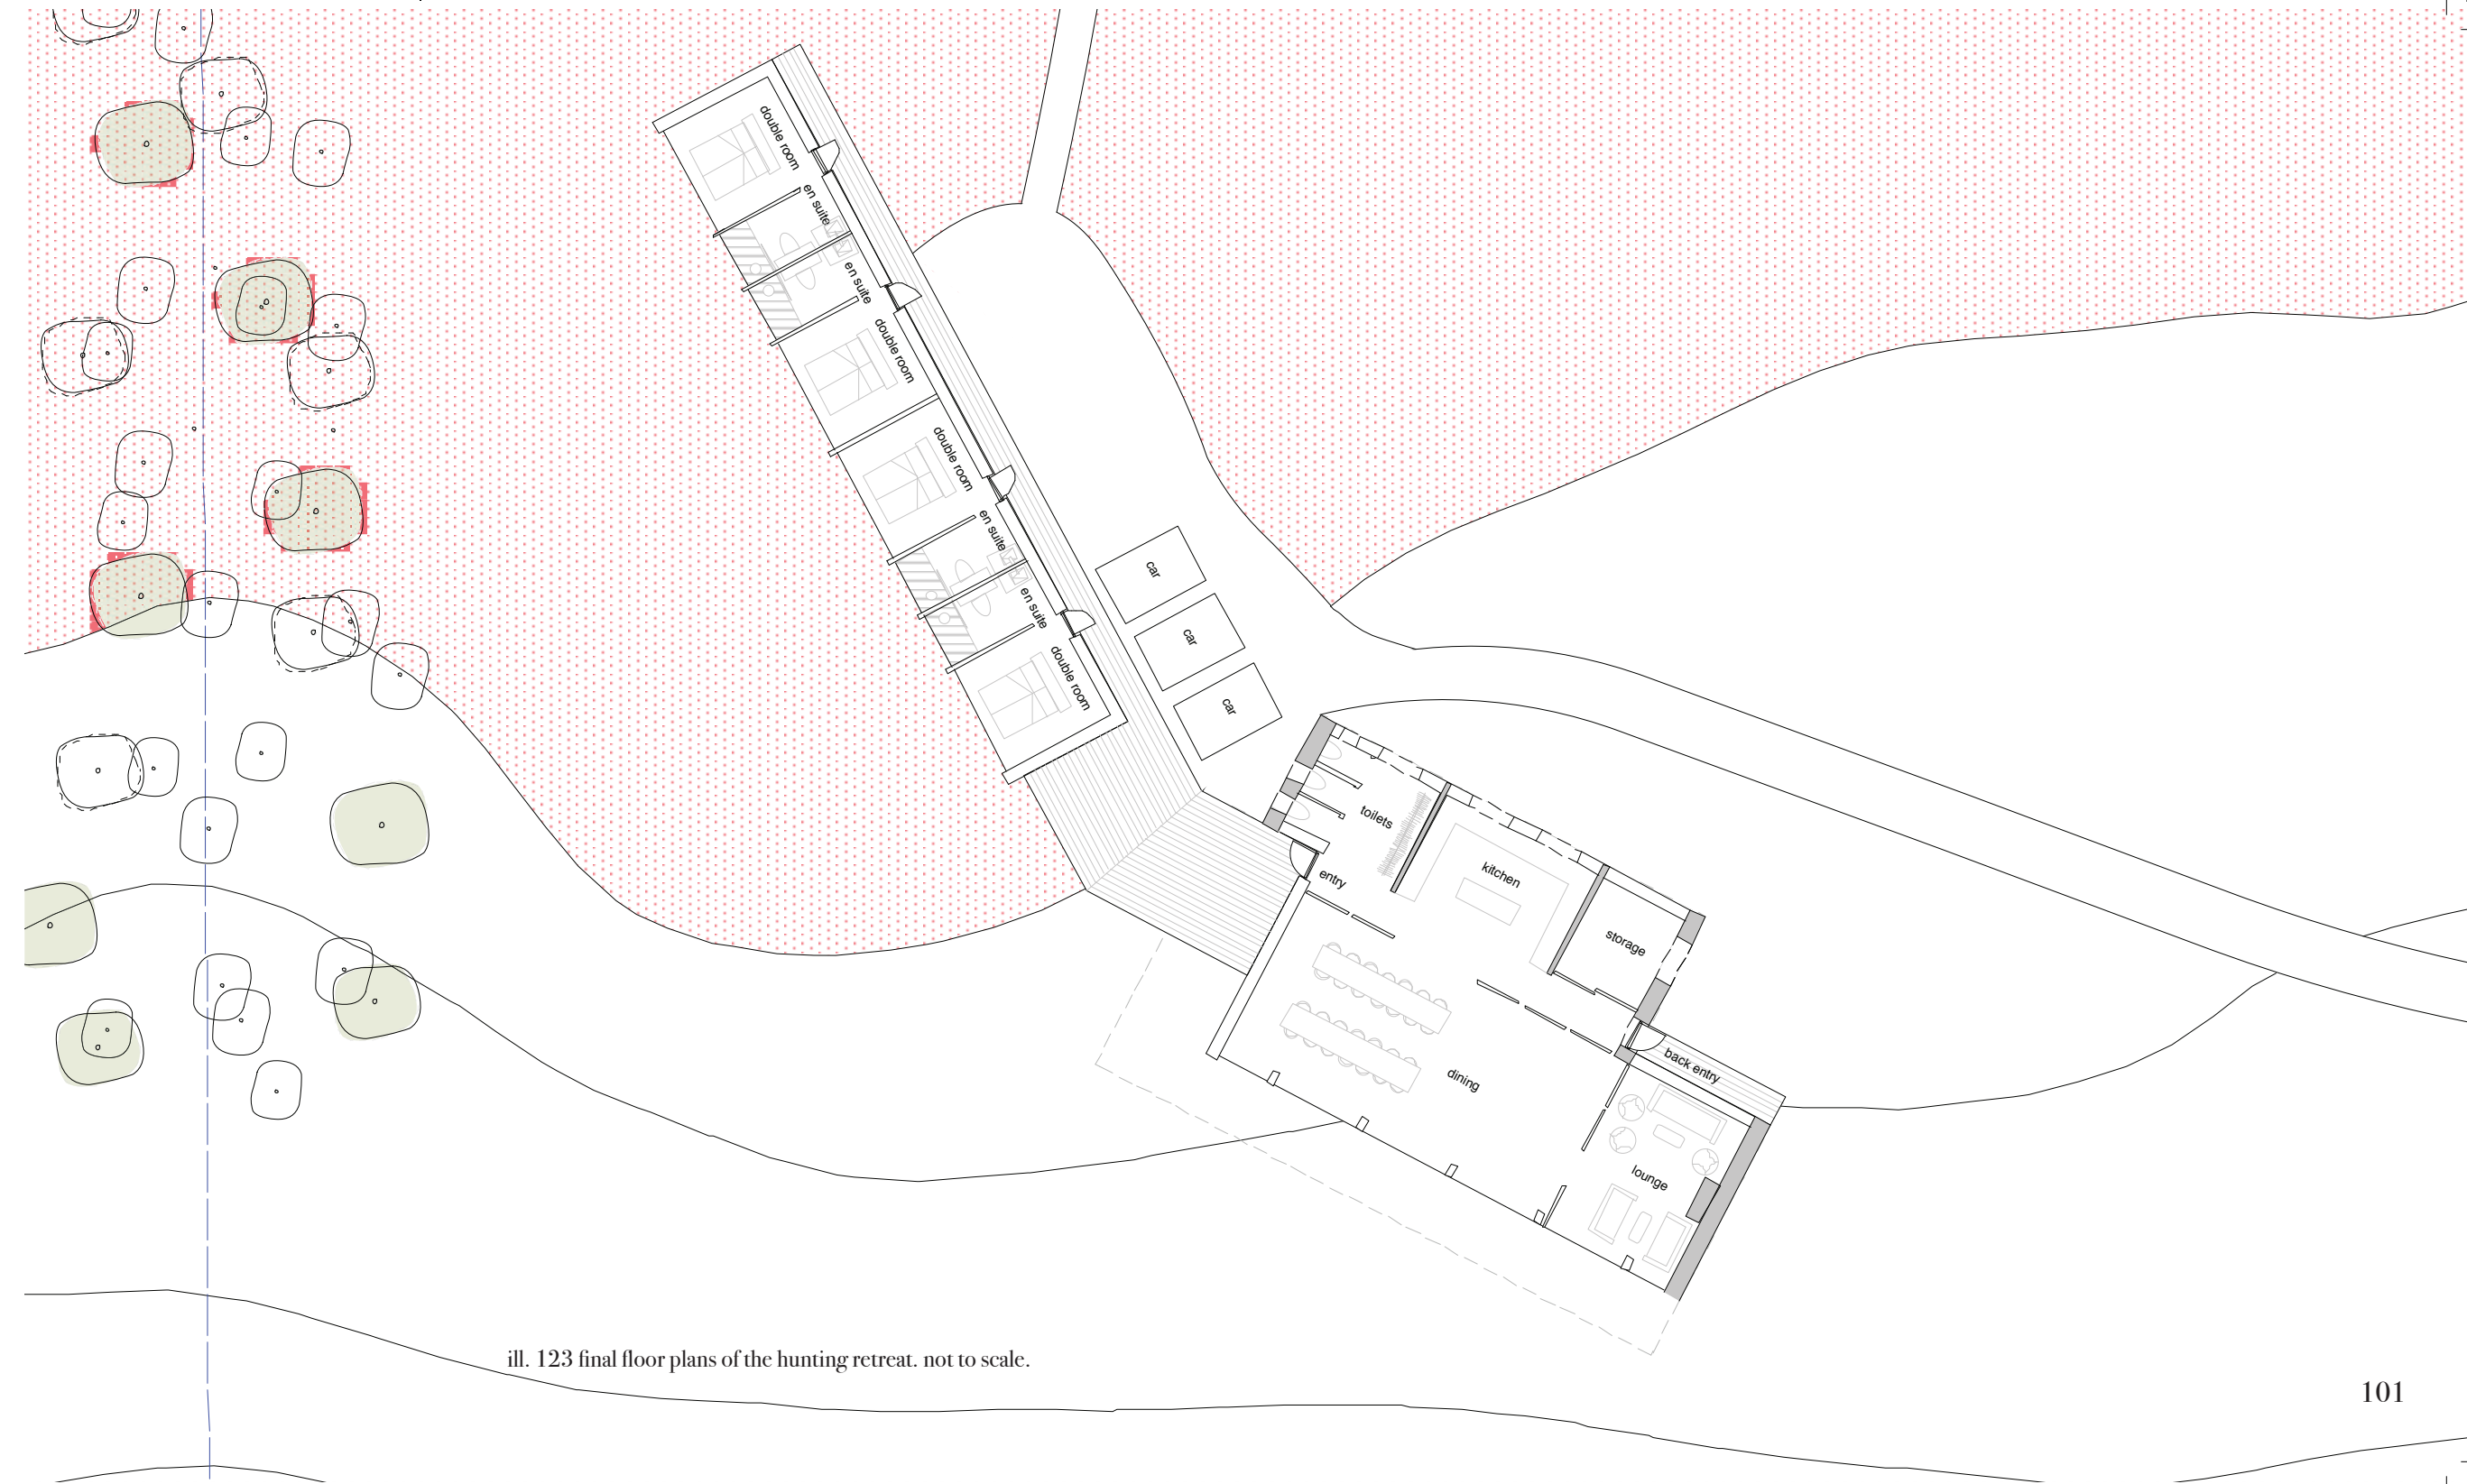 double room
en suite
en suite
double room
double room
en suite
en suite
double room
car
car
car
toilets
entry
kitchen
storage
dining
back entry
lounge
ill. 123 final floor plans of the hunting retreat. not to scale.
101